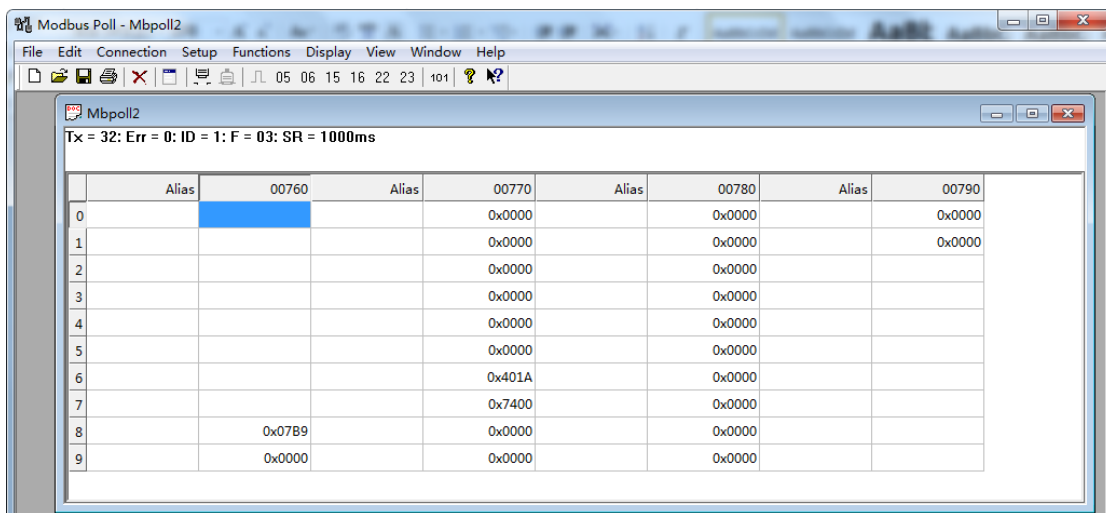 Modbus Poll - Mbpoll2
File Edit Connection Setup Functions Display View Window Help
05 06 15 16 22 23 101
Mbpoll2
Tx = 32: Err = 0: ID = 1: F = 03: SR = 1000ms
Alias 00760 Alias 00770 Alias 00780 Alias 00790
0 0x0000 0x0000 0x0000
1 0x0000 0x0000 0x0000
2 0x0000 0x0000
3 0x0000 0x0000
4 0x0000 0x0000
5 0x0000 0x0000
6 0x401A 0x0000
7 0x7400 0x0000
8 0x07B9 0x0000 0x0000
9 0x0000 0x0000 0x0000